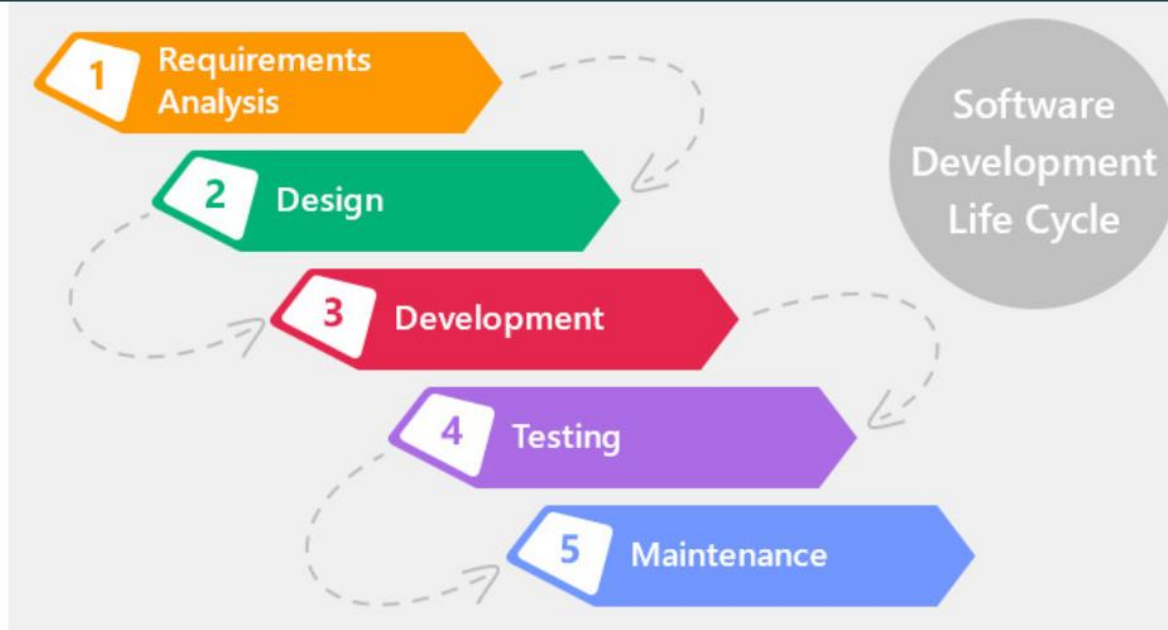 1
Requirements
Analysis
2
Design
3
Development
4
Testing
5
Maintenance
Software
Development
Life Cycle